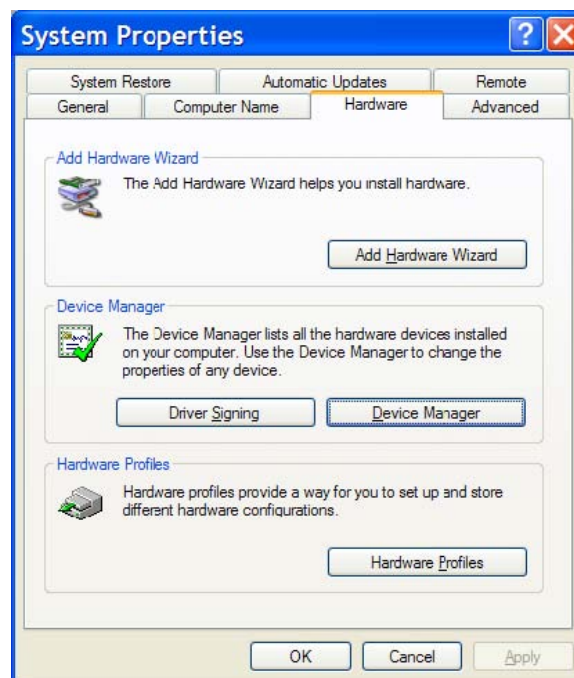 System Properties
System Restore Automatic Updates Remote
General Computer Name Hardware Advanced
Add Hardware Wizard
The Add Hardware Wizard helps you install hardware.
Add Hardware Wizard
Device Manager
The Device Manager lists all the hardware devices installed
on your computer. Use the Device Manager to change the
properties of any device.
Driver Signing Device Manager
Hardware Profiles
Hardware profiles provide a way for you to set up and store
different hardware configurations.
Hardware Profiles
OK Cancel Apply